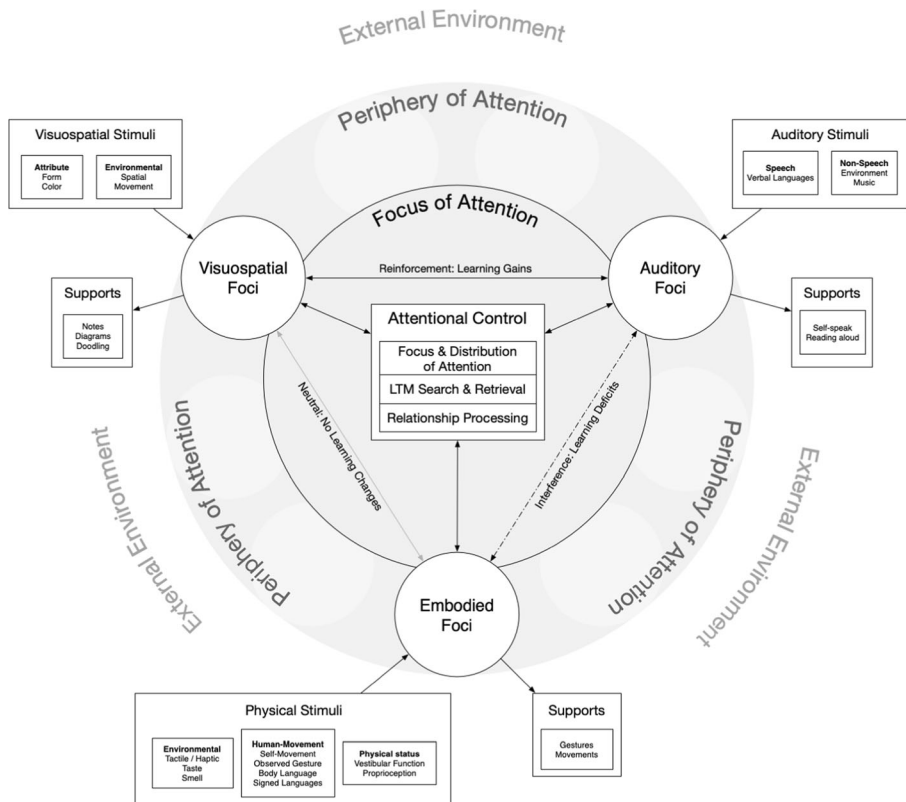 External Environment
Periphery of Attention
Visuospatial Stimuli
Attribute
Form
Color
Environmental
Spatial
Movement
Auditory Stimuli
Speech
Verbal Languages
Non-Speech
Environment
Music
Focus of Attention
Visuospatial
Foci
Reinforcement: Learning Gains
Auditory
Foci
Supports
Notes
Diagrams
Doodling
Attentional Control
Focus & Distribution
of Attention
LTM Search & Retrieval
Relationship Processing
Supports
Self-speak
Reading aloud
Neutral: No Learning Changes
Interference: Learning Deficits
Periphery of Attention
External Environment
Periphery of Attention
External Environment
Embodied
Foci
Physical Stimuli
Environmental
Tactile / Haptic
Taste
Smell
Human-Movement
Self-Movement
Observed Gesture
Body Language
Signed Languages
Physical status
Vestibular Function
Proprioception
Supports
Gestures
Movements